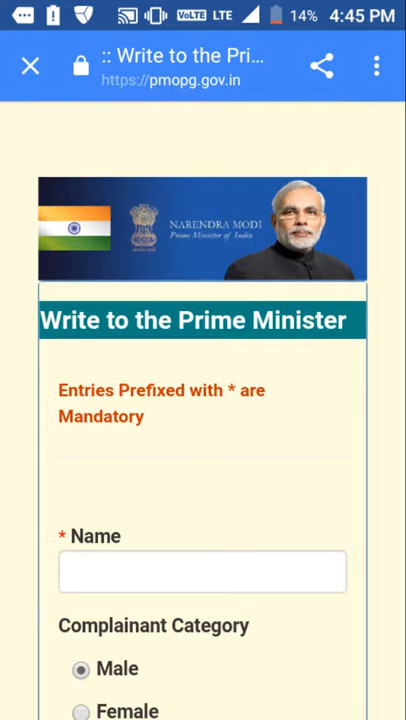 VoLTE LTE 14% 4:45 PM
:: Write to the Pri...
https://pmopg.gov.in
NARENDRA MODI
Prime Minister of India
Write to the Prime Minister
Entries Prefixed with * are
Mandatory
* Name
Complainant Category
Male
Female